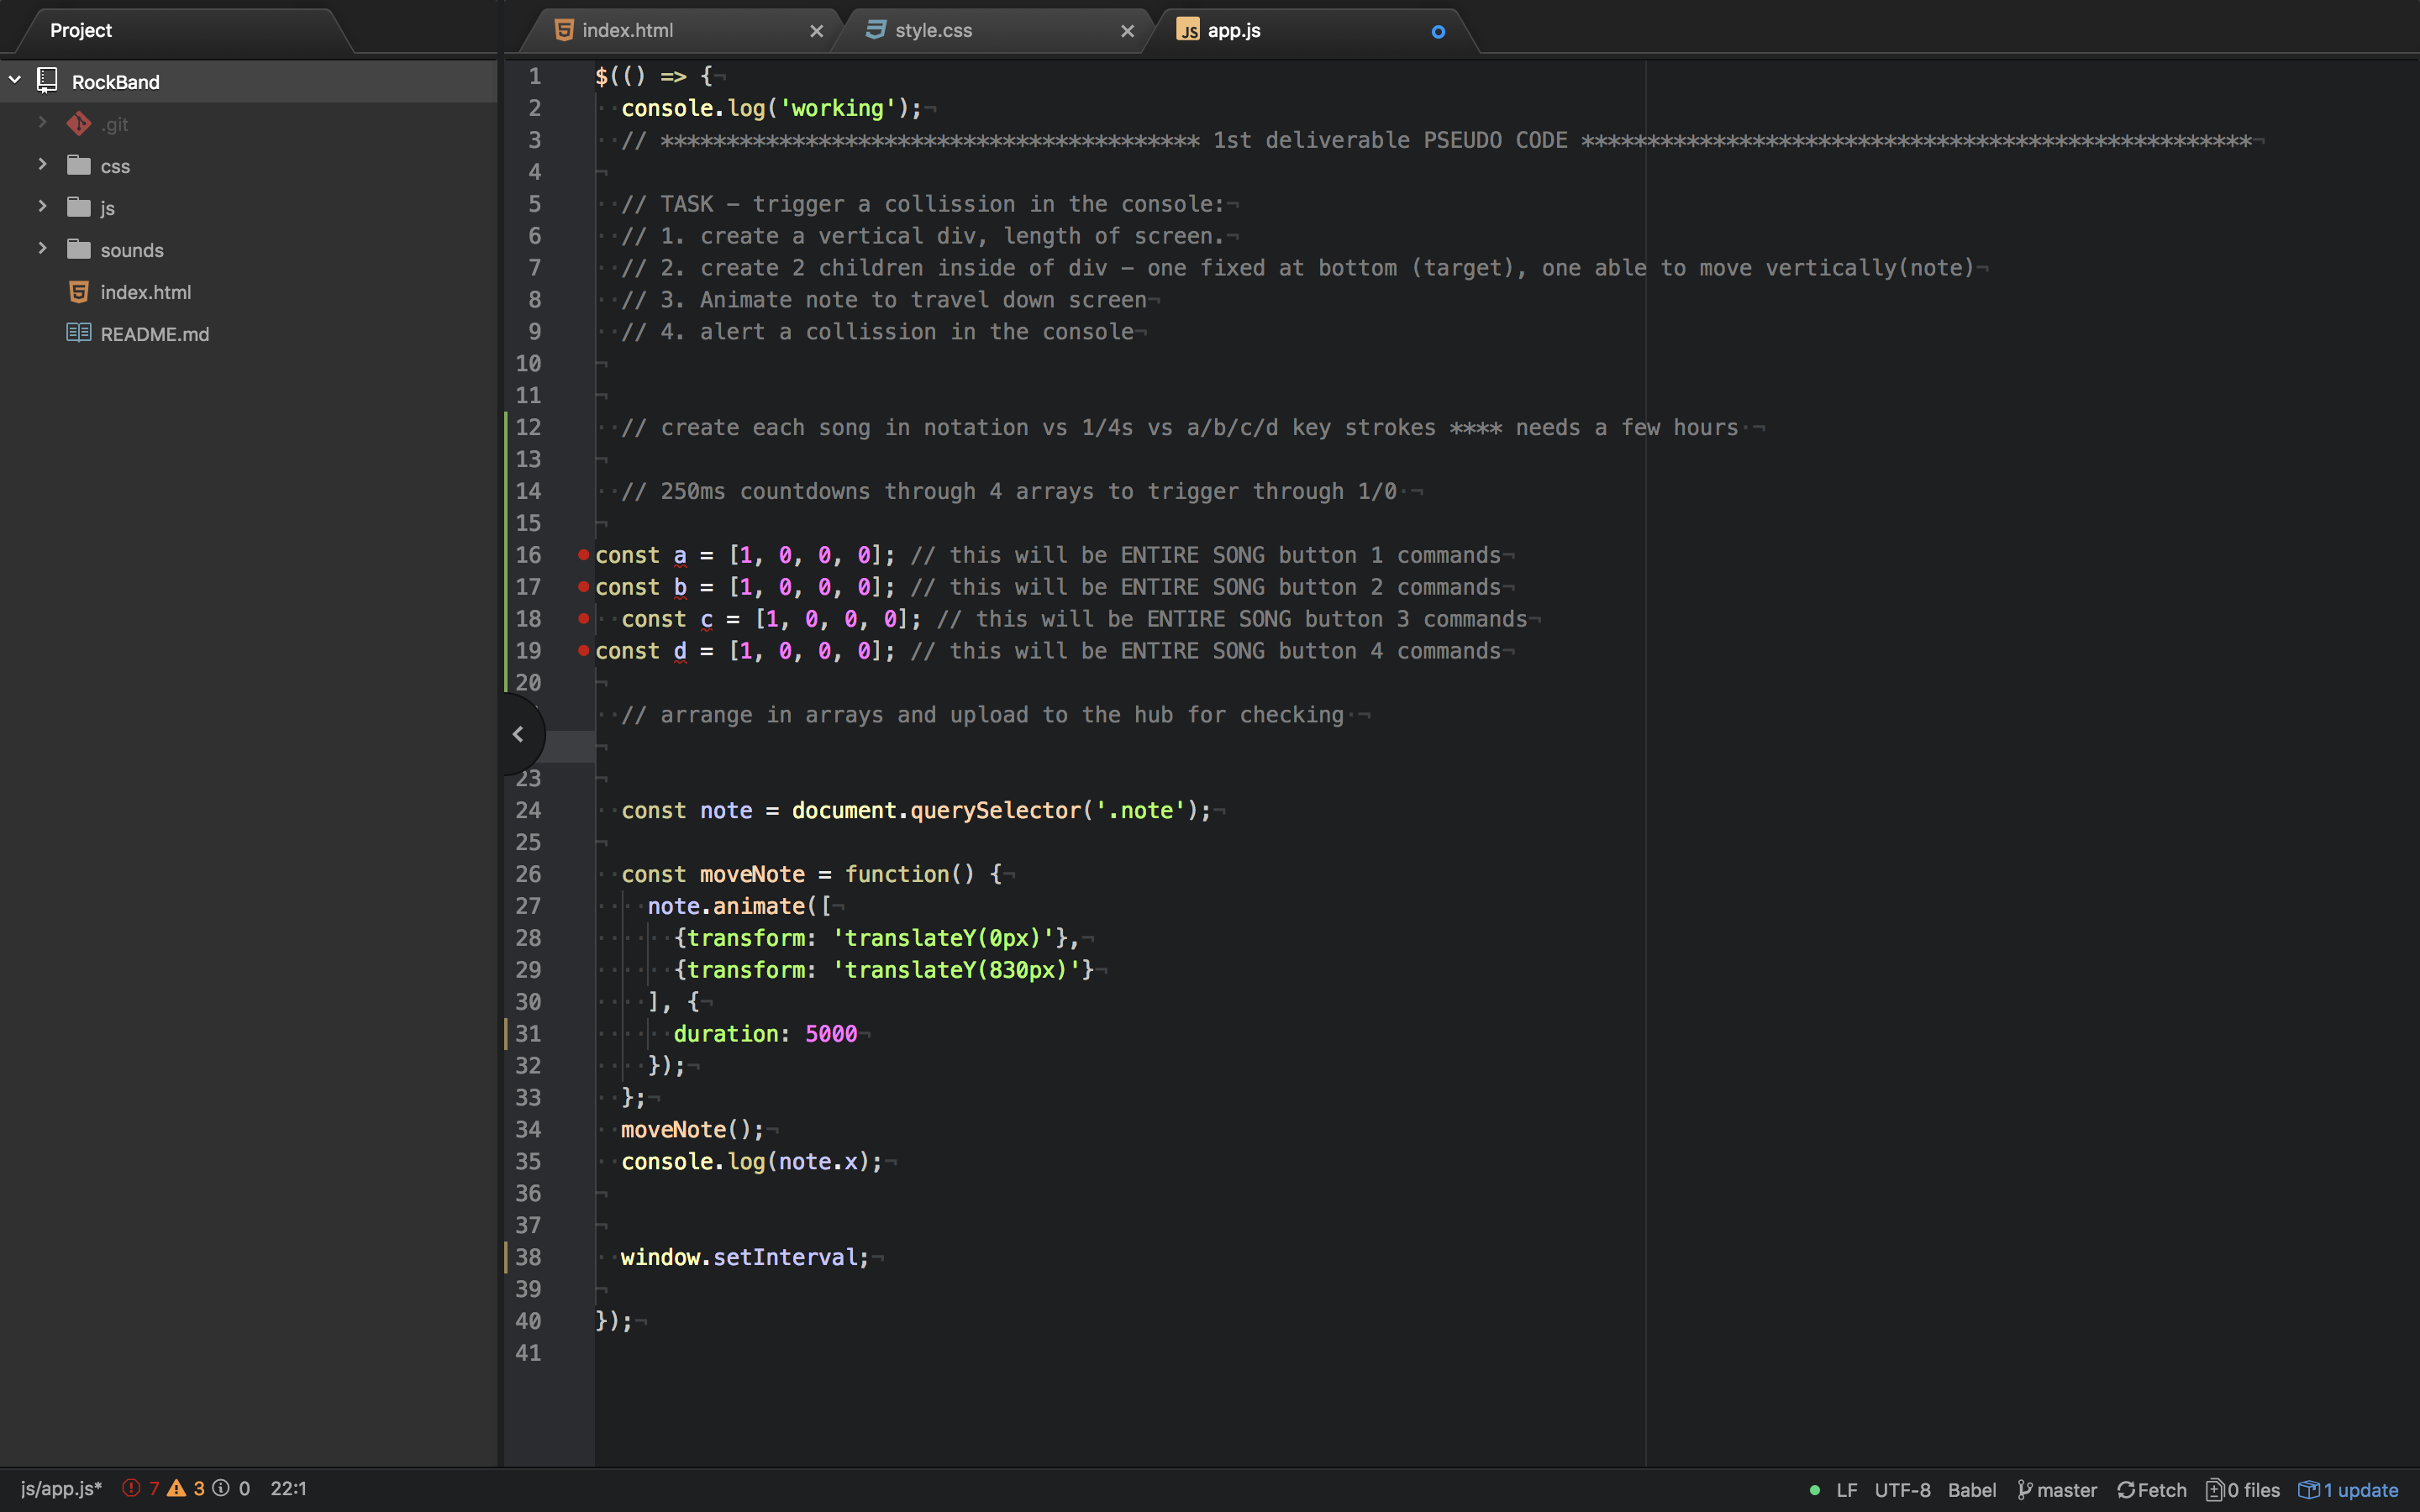 Project
index.html
style.css
app.js
RockBand
.git
css
js
sounds
index.html
README.md
1 $(() => {
2 console.log('working');
3 // ***************************************** 1st deliverable PSEUDO CODE ***************************************************
4
5 // TASK – trigger a collission in the console:
6 // 1. create a vertical div, length of screen.
7 // 2. create 2 children inside of div – one fixed at bottom (target), one able to move vertically(note)
8 // 3. Animate note to travel down screen
9 // 4. alert a collission in the console
10
11
12 // create each song in notation vs 1/4s vs a/b/c/d key strokes **** needs a few hours
13
14 // 250ms countdowns through 4 arrays to trigger through 1/0
15
16 const a = [1, 0, 0, 0]; // this will be ENTIRE SONG button 1 commands
17 const b = [1, 0, 0, 0]; // this will be ENTIRE SONG button 2 commands
18 const c = [1, 0, 0, 0]; // this will be ENTIRE SONG button 3 commands
19 const d = [1, 0, 0, 0]; // this will be ENTIRE SONG button 4 commands
20
// arrange in arrays and upload to the hub for checking
23
24 const note = document.querySelector('.note');
25
26 const moveNote = function() {
27 note.animate([
28 {transform: 'translateY(0px)'},
29 {transform: 'translateY(830px)'}
30 ], {
31 duration: 5000
32 });
33 };
34 moveNote();
35 console.log(note.x);
36
37
38 window.setInterval;
39
40 });
41
js/app.js* 7 3 0 22:1 LF UTF-8 Babel master Fetch 0 files 1 update